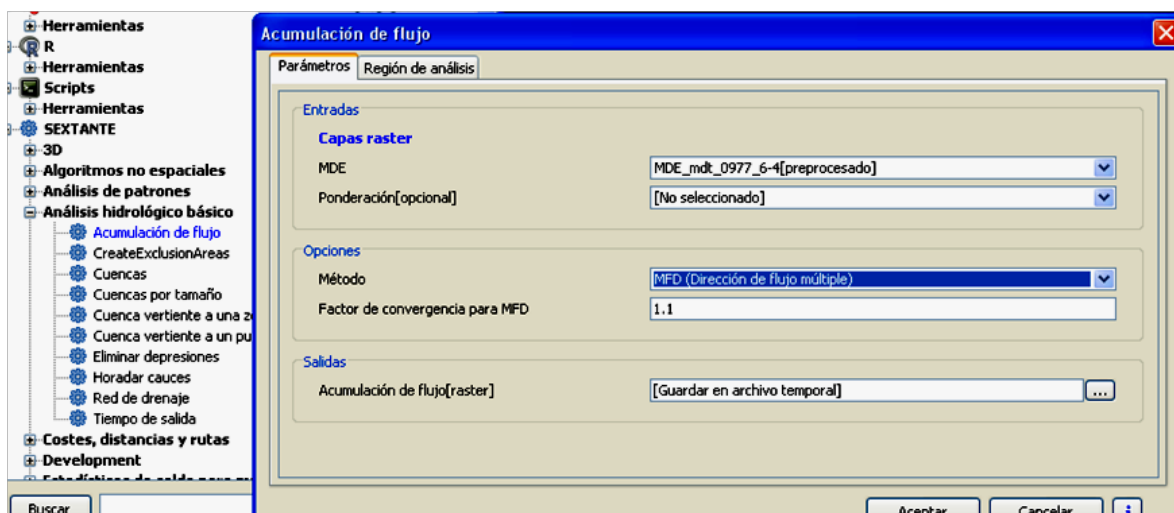 Herramientas
R
Herramientas
Scripts
Herramientas
SEXTANTE
3D
Algoritmos no espaciales
Análisis de patrones
Análisis hidrológico básico
Acumulación de flujo
CreateExclusionAreas
Cuencas
Cuencas por tamaño
Cuenca vertiente a una
Cuenca vertiente a un
Eliminar depresiones
Horadar cauces
Red de drenaje
Tiempo de salida
Costes, distancias y rutas
Development
Buscar
Acumulación de flujo
Parámetros Región de análisis
Entradas
Capas raster
MDE MDE_mdt_0977_6-4[preprocesado]
Ponderación[opcional] [No seleccionado]
Opciones
Método MFD (Dirección de flujo múltiple)
Factor de convergencia para MFD 1.1
Salidas
Acumulación de flujo[raster] [Guardar en archivo temporal] ...
Aceptar Cancelar i